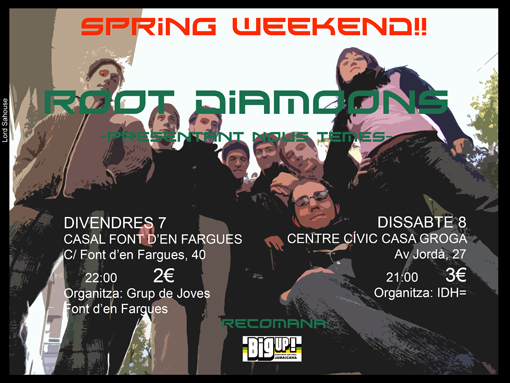 SPRING WEEKEND!!
Lord Sahouse
ROOT DIAMOONS
-PRESENTANT NOUS TEMES-
DIVENDRES 7
CASAL FONT D'EN FARGUES
C/ Font d'en Fargues, 40
22:00 2€
Organitza: Grup de Joves
Font d'en Fargues
DISSABTE 8
CENTRE CÍVIC CASA GROGA
Av Jordà, 27
21:00 3€
Organitza: IDH=
RECOMANA:
Big UP!
JAMAICANA